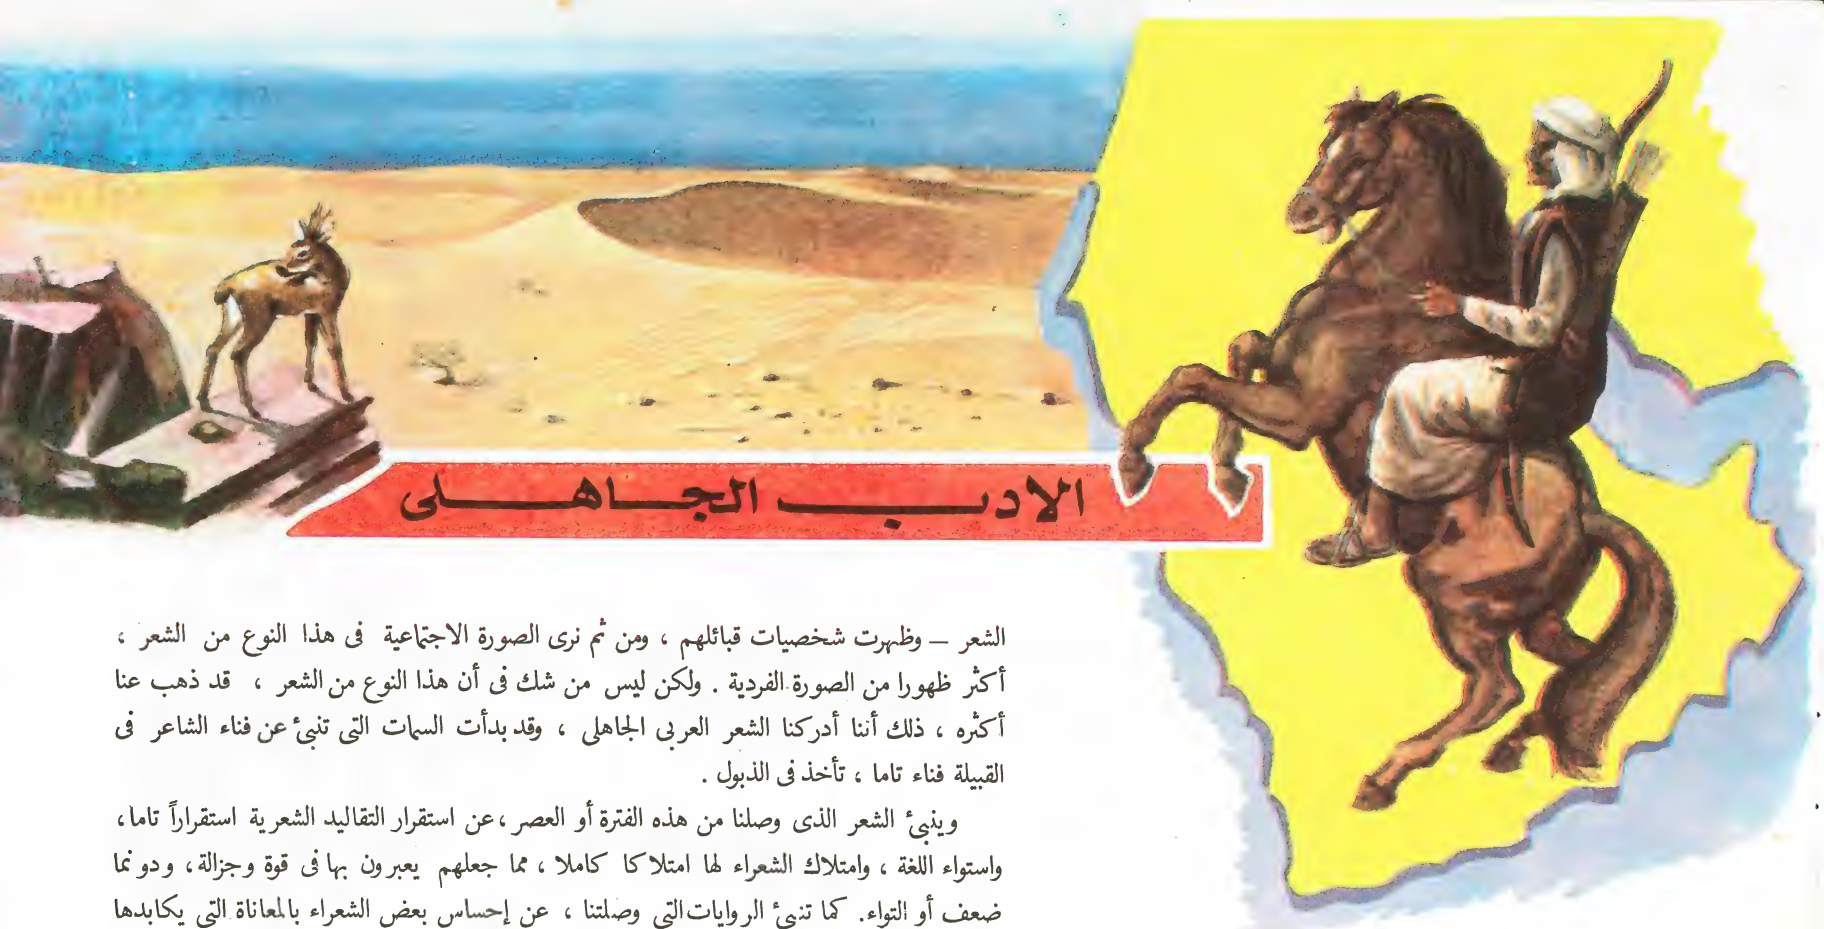 الادب الجاهلى
الشعر — وظهرت شخصيات قبائلهم ، ومن ثم نرى الصورة الاجتماعية فى هذا النوع من الشعر ،
أكثر ظهورا من الصورة الفردية . ولكن ليس من شك فى أن هذا النوع من الشعر ، قد ذهب عنا
أكثره ، ذلك أننا أدركنا الشعر العربى الجاهلى ، وقد بدأت السمات التى تنبئ عن فناء الشاعر فى
القبيلة فناء تاما ، تأخذ فى الذبول .
وينبئ الشعر الذى وصلنا من هذه الفترة أو العصر ، عن استقرار التقاليد الشعرية استقراراً تاما ،
واستواء اللغة ، وامتلاك الشعراء لها امتلاكا كاملا ، مما جعلهم يعبرون بها فى قوة وجزالة ، ودونما
ضعف أو التواء. كما تنبئ الروايات التى وصلتنا ، عن إحساس بعض الشعراء بالمعاناة التى يكابدها